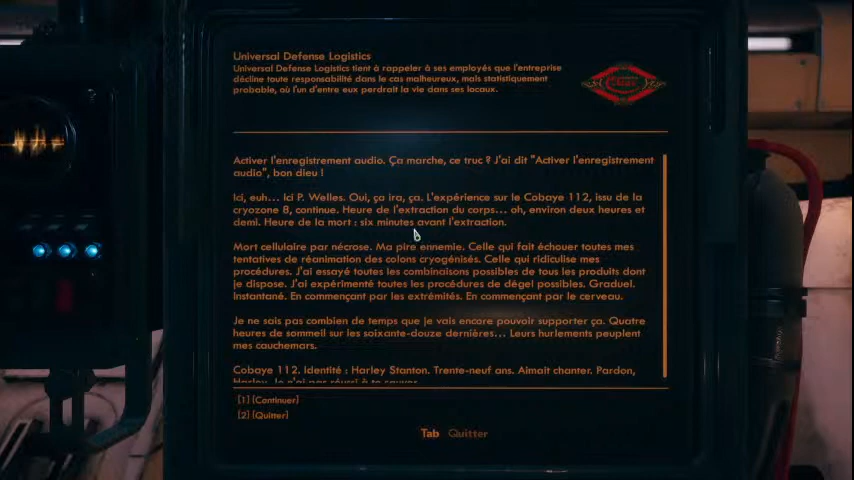 Universal Defense Logistics
Universal Defense Logistics tient à rappeler à ses employés que l'entreprise
décline toute responsabilité dans le cas malheureux, mais statistiquement
probable, où l'un d'entre eux perdrait la vie dans ses locaux.
Activer l'enregistrement audio. Ça marche, ce truc ? J'ai dit "Activer l'enregistrement
audio", bon dieu !
Ici, euh... Ici P. Welles. Oui, ça ira, ça. L'expérience sur le Cobaye 112, issu de la
cryozone 8, continue. Heure de l'extraction du corps... oh, environ deux heures et
demi. Heure de la mort : six minutes avant l'extraction.
Mort cellulaire par nécrose. Ma pire ennemie. Celle qui fait échouer toutes mes
tentatives de réanimation des colons cryogénisés. Celle qui ridiculise mes
procédures. J'ai essayé toutes les combinaisons possibles de tous les produits dont
je dispose. J'ai expérimenté toutes les procédures de dégel possibles. Graduel.
Instantané. En commençant par les extrémités. En commençant par le cerveau.
Je ne sais pas combien de temps que je vais encore pouvoir supporter ça. Quatre
heures de sommeil sur les soixante-douze dernières... Leurs hurlements peuplent
mes cauchemars.
Cobaye 112. Identité : Harley Stanton. Trente-neuf ans. Aimait chanter. Pardon,
Harley. Je n'ai pas réussi à te sauver.
[1] [Continuer]
[2] [Quitter]
Tab Quitter